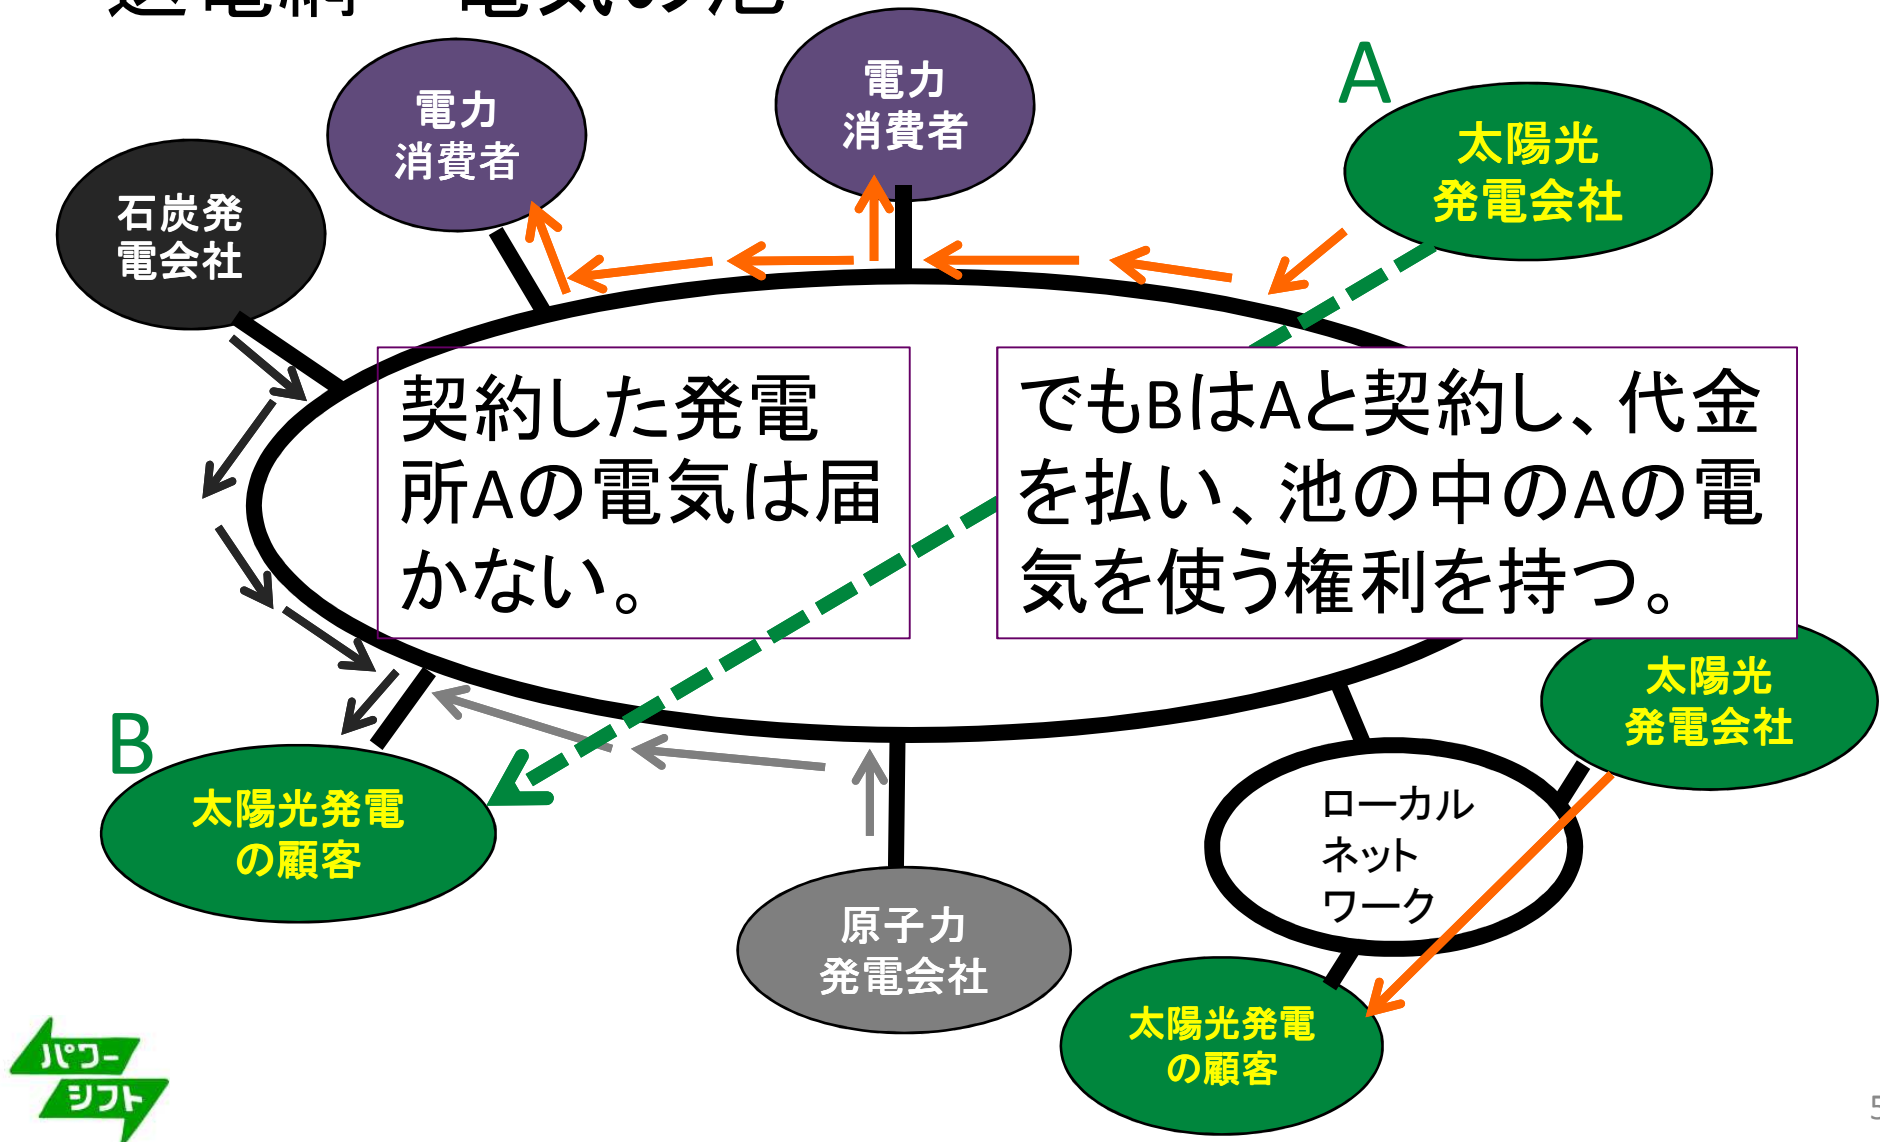 電力
消費者
電力
消費者
A
太陽光
発電会社
石炭発
電会社
契約した発電
所Aの電気は届
かない。
でもBはAと契約し、代金
を払い、池の中のAの電
気を使う権利を持つ。
太陽光
発電会社
B
太陽光発電
の顧客
ローカル
ネット
ワーク
原子力
発電会社
太陽光発電
の顧客
パワー
シフト
5